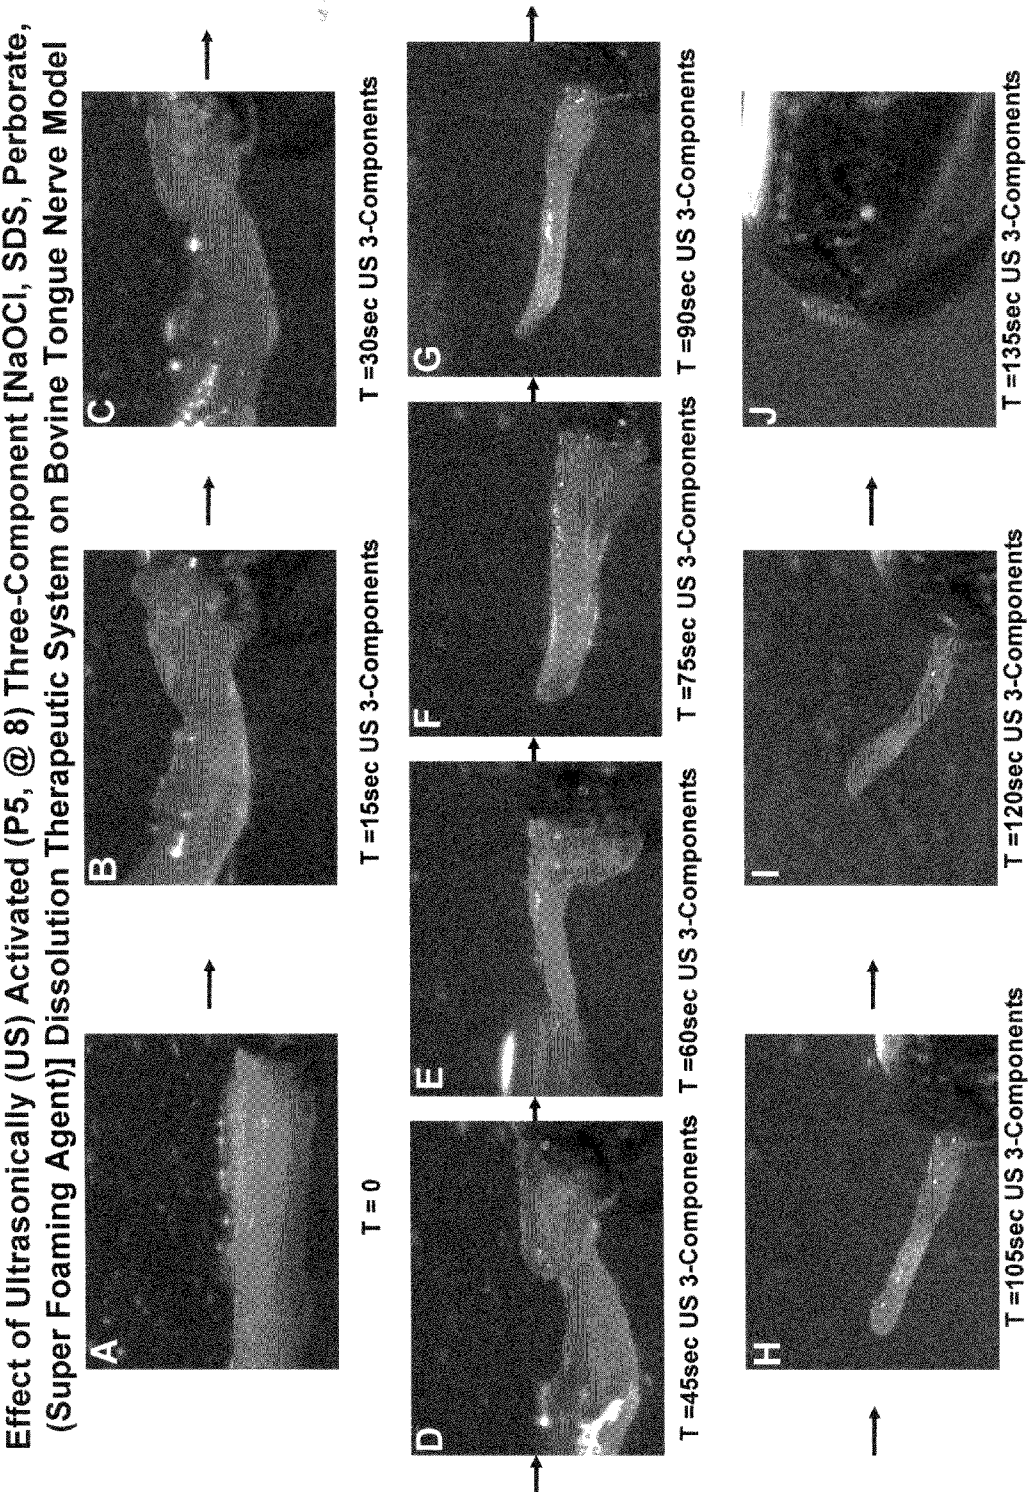 Effect of Ultrasonically (US) Activated (P5, @ 8) Three-Component [NaOCl, SDS, Perborate,
(Super Foaming Agent)] Dissolution Therapeutic System on Bovine Tongue Nerve Model
A
B
C
T = 0
T =15sec US 3-Components
T =30sec US 3-Components
D
E
F
G
T =45sec US 3-Components
T =60sec US 3-Components
T =75sec US 3-Components
T =90sec US 3-Components
H
I
J
T =105sec US 3-Components
T =120sec US 3-Components
T =135sec US 3-Components